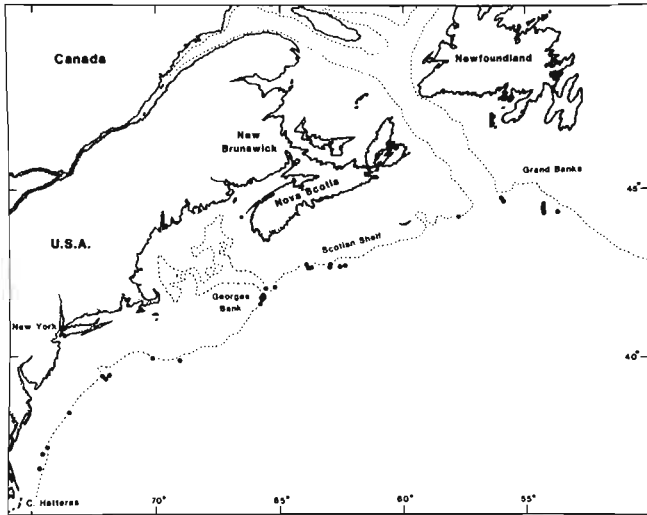 Canada
Newfoundland
New
Brunswick
Grand Banks
Nova Scotia
45°
U.S.A.
Scotian Shelf
Georges
Bank
New York
40°
C. Hatteras
70°
65°
60°
55°